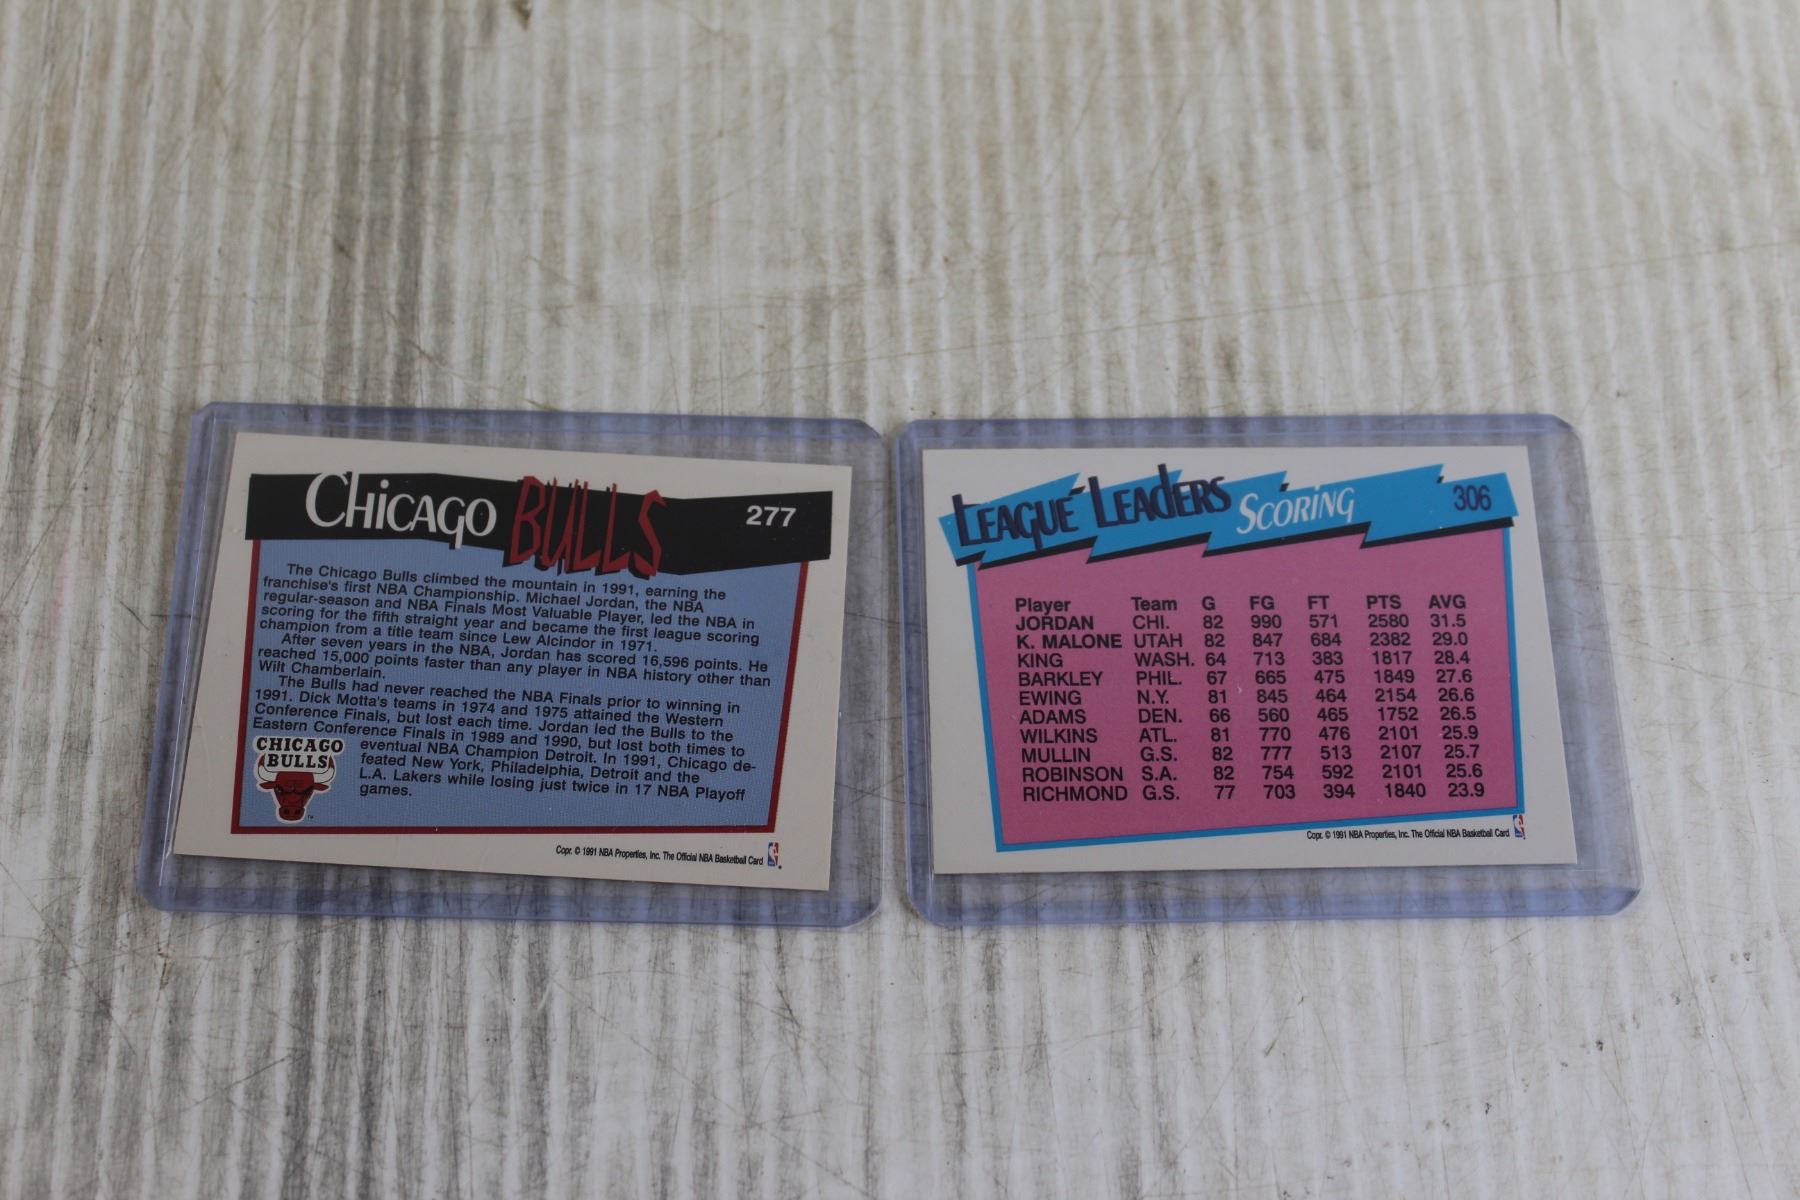 Chicago BULLS 277
The Chicago Bulls climbed the mountain in 1991, earning the
franchise's first NBA Championship. Michael Jordan, the NBA
regular-season and NBA Finals Most Valuable Player, led the NBA in
scoring for the fifth straight year and became the first league scoring
champion from a title team since Lew Alcindor in 1971.
After seven years in the NBA, Jordan has scored 16,596 points. He
reached 15,000 points faster than any player in NBA history other than
Wilt Chamberlain.
The Bulls had never reached the NBA Finals prior to winning in
1991. Dick Motta's teams in 1974 and 1975 attained the Western
Conference Finals, but lost each time. Jordan led the Bulls to the
Eastern Conference Finals in 1989 and 1990, but lost both times to
eventual NBA Champion Detroit. In 1991, Chicago de-
feated New York, Philadelphia, Detroit and the
L.A. Lakers while losing just twice in 17 NBA Playoff
games.
CHICAGO
BULLS
TM
Copr. © 1991 NBA Properties, Inc. The Official NBA Basketball Card
LEAGUE LEADERS SCORING 306
Player Team G FG FT PTS AVG
JORDAN CHI. 82 990 571 2580 31.5
K. MALONE UTAH 82 847 684 2382 29.0
KING WASH. 64 713 383 1817 28.4
BARKLEY PHIL. 67 665 475 1849 27.6
EWING N.Y. 81 845 464 2154 26.6
ADAMS DEN. 66 560 465 1752 26.5
WILKINS ATL. 81 770 476 2101 25.9
MULLIN G.S. 82 777 513 2107 25.7
ROBINSON S.A. 82 754 592 2101 25.6
RICHMOND G.S. 77 703 394 1840 23.9
Copr. © 1991 NBA Properties, Inc. The Official NBA Basketball Card